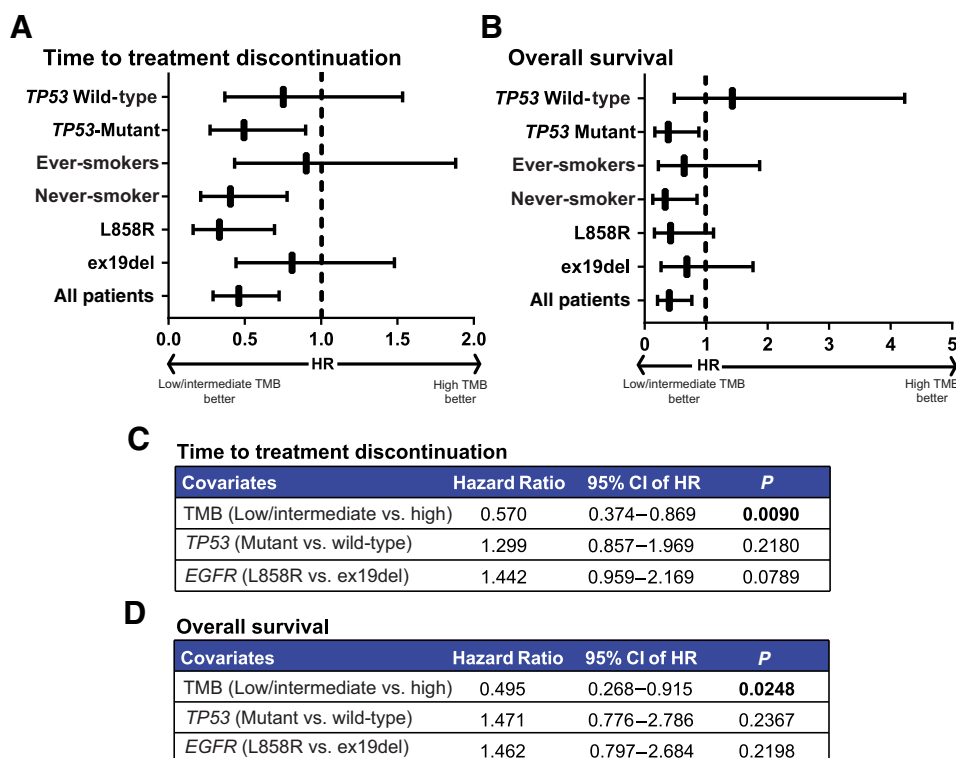 A
Time to treatment discontinuation
TP53 Wild-type
TP53-Mutant
Ever-smokers
Never-smoker
L858R
ex19del
All patients
0.0 0.5 1.0 1.5 2.0
HR
Low/intermediate TMB
better
High TMB
better
B
Overall survival
TP53 Wild-type
TP53 Mutant
Ever-smokers
Never-smoker
L858R
ex19del
All patients
0 1 2 3 4 5
HR
Low/intermediate TMB
better
High TMB
better
C
Time to treatment discontinuation
Covariates Hazard Ratio 95% CI of HR P
TMB (Low/intermediate vs. high) 0.570 0.374–0.869 0.0090
TP53 (Mutant vs. wild-type) 1.299 0.857–1.969 0.2180
EGFR (L858R vs. ex19del) 1.442 0.959–2.169 0.0789
D
Overall survival
Covariates Hazard Ratio 95% CI of HR P
TMB (Low/intermediate vs. high) 0.495 0.268–0.915 0.0248
TP53 (Mutant vs. wild-type) 1.471 0.776–2.786 0.2367
EGFR (L858R vs. ex19del) 1.462 0.797–2.684 0.2198